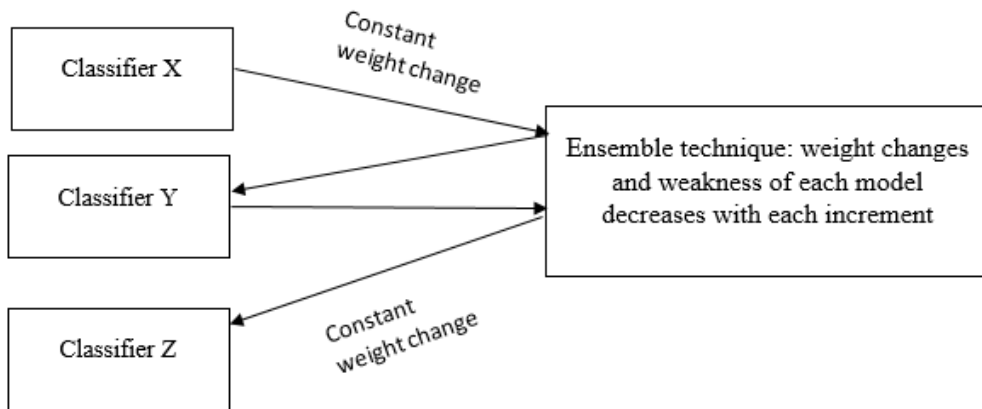 Constant
weight change
Classifier X
Ensemble technique: weight changes
and weakness of each model
decreases with each increment
Classifier Y
Constant
weight change
Classifier Z